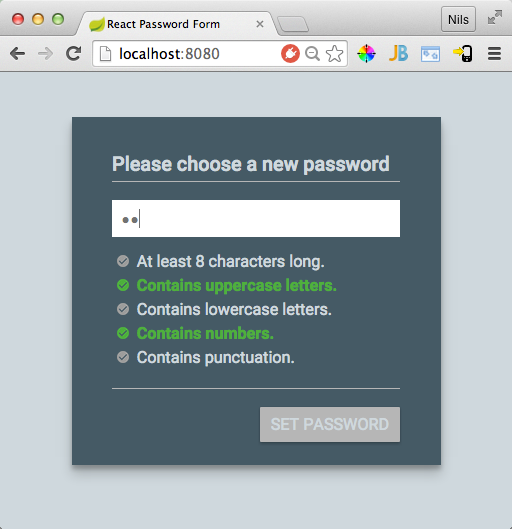 React Password Form
Nils
localhost:8080
JB
Please choose a new password
At least 8 characters long.
Contains uppercase letters.
Contains lowercase letters.
Contains numbers.
Contains punctuation.
SET PASSWORD